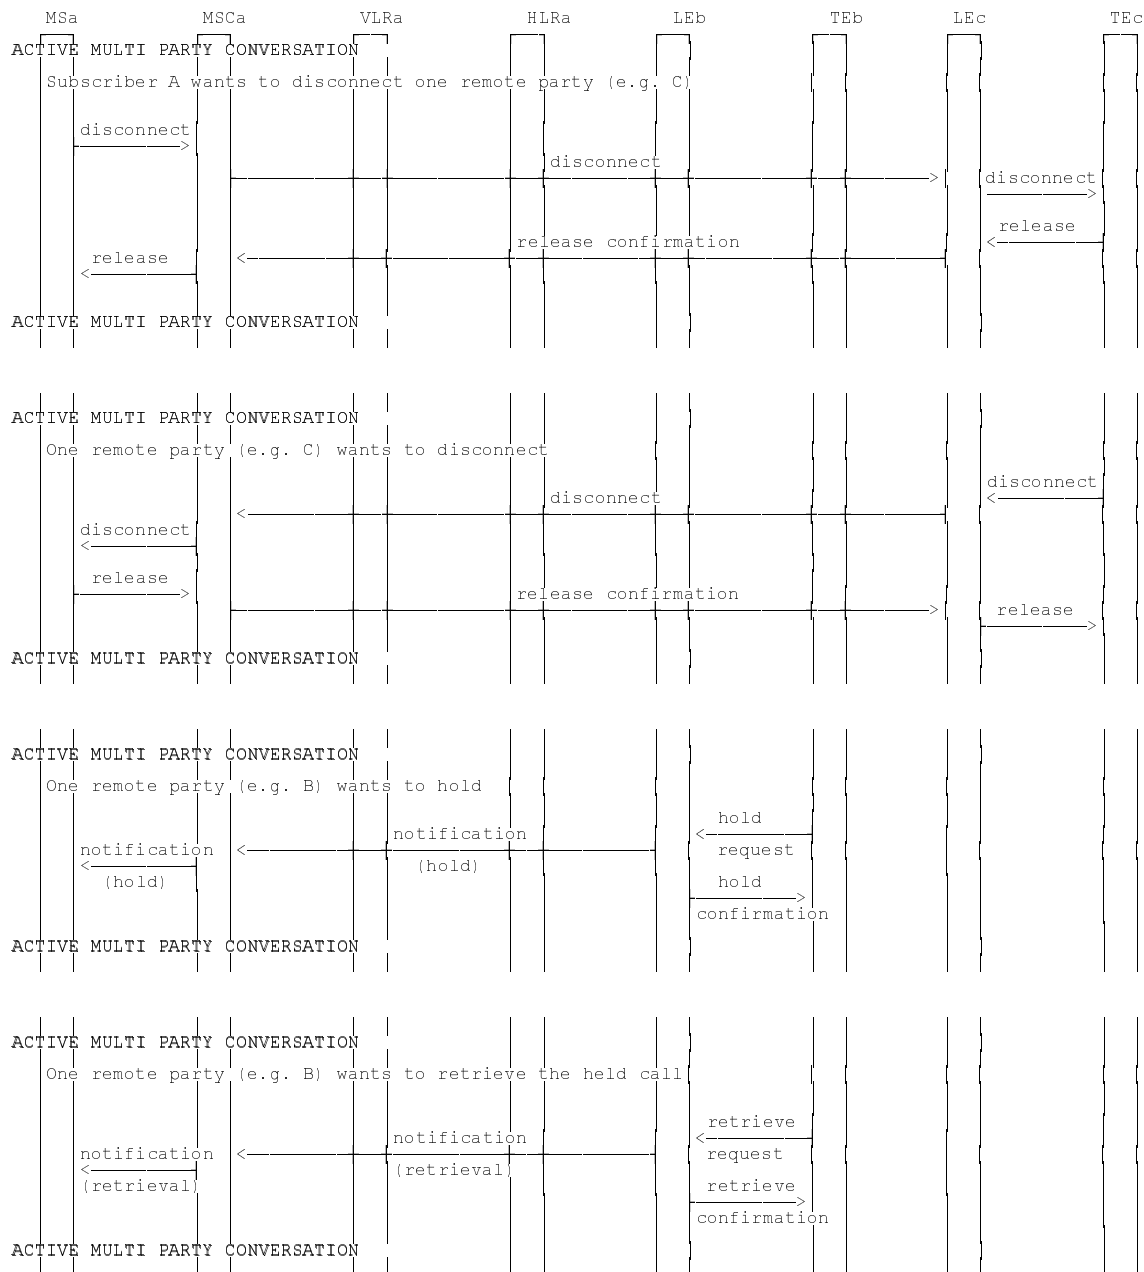 MSa MSCa VLRa HLRa LEb TEb LEc TEc
ACTIVE MULTI PARTY CONVERSATION
Subscriber A wants to disconnect one remote party (e.g. C)
disconnect
disconnect
disconnect
release
release confirmation
release
ACTIVE MULTI PARTY CONVERSATION
ACTIVE MULTI PARTY CONVERSATION
One remote party (e.g. C) wants to disconnect
disconnect
disconnect
disconnect
release
release confirmation
release
ACTIVE MULTI PARTY CONVERSATION
ACTIVE MULTI PARTY CONVERSATION
One remote party (e.g. B) wants to hold
hold
notification
notification request
(hold)
(hold) hold
confirmation
ACTIVE MULTI PARTY CONVERSATION
ACTIVE MULTI PARTY CONVERSATION
One remote party (e.g. B) wants to retrieve the held call
retrieve
notification
notification request
(retrieval)
(retrieval) retrieve
confirmation
ACTIVE MULTI PARTY CONVERSATION